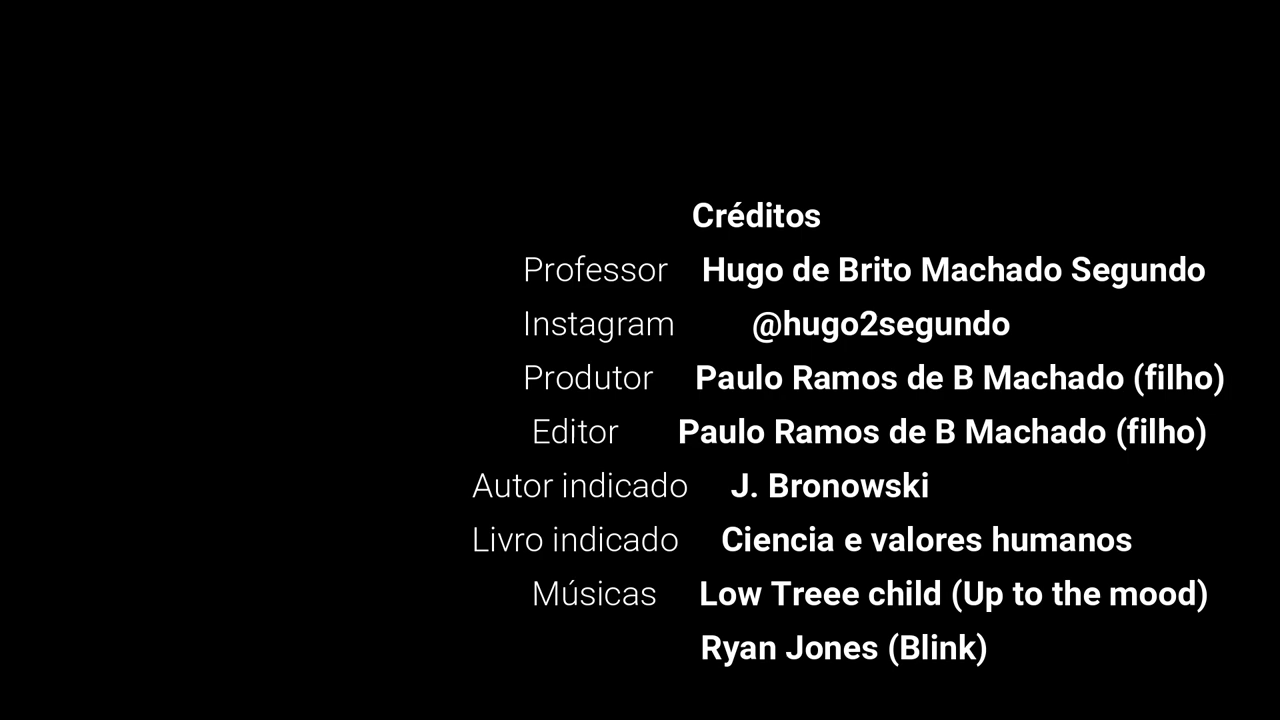 Créditos
Professor Hugo de Brito Machado Segundo
Instagram @hugo2segundo
Produtor Paulo Ramos de B Machado (filho)
Editor Paulo Ramos de B Machado (filho)
Autor indicado J. Bronowski
Livro indicado Ciencia e valores humanos
Músicas Low Treee child (Up to the mood)
Ryan Jones (Blink)